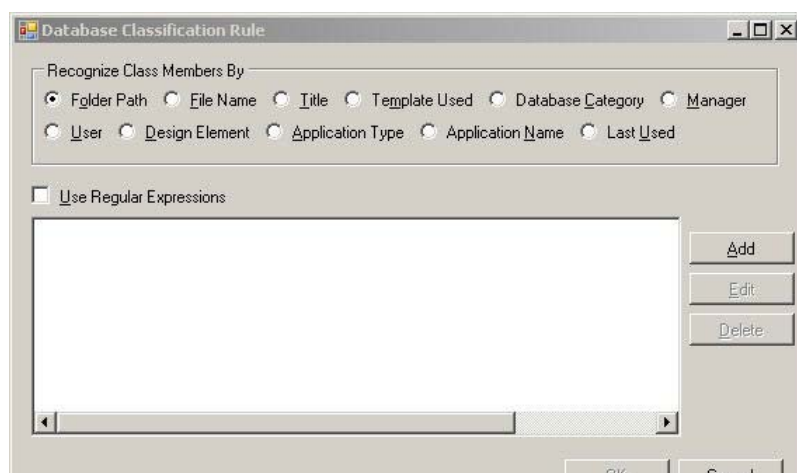 Database Classification Rule
Recognize Class Members By
Folder Path File Name Title Template Used Database Category Manager
User Design Element Application Type Application Name Last Used
Use Regular Expressions
Add
Edit
Delete